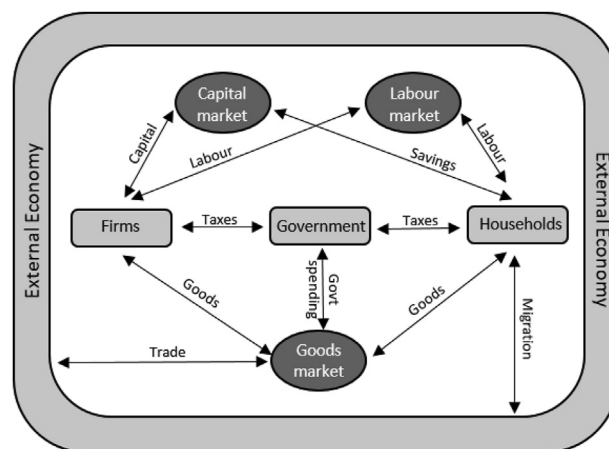 Capital
market
Labour
market
Capital
Labour
Savings
Labour
External Economy
External Economy
Firms
Taxes
Government
Taxes
Households
Goods
Govt
spending
Goods
Migration
Trade
Goods
market